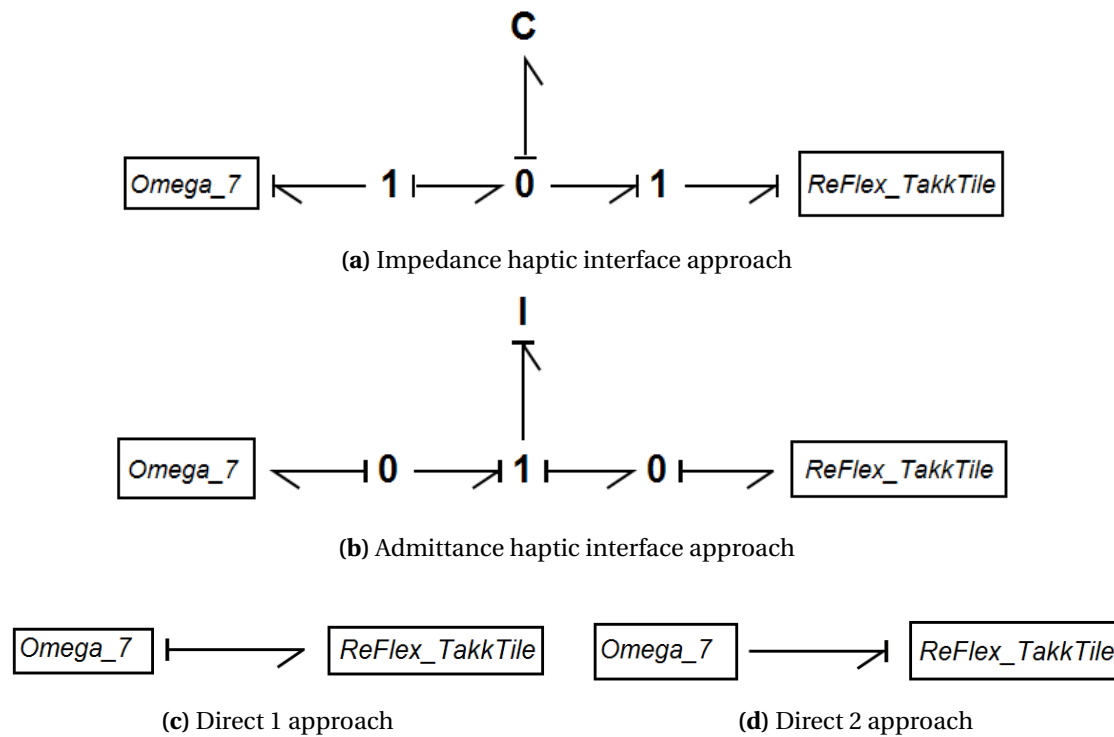 C
Omega_7 1 0 1 ReFlex_TakkTile
(a) Impedance haptic interface approach
I
Omega_7 0 1 0 ReFlex_TakkTile
(b) Admittance haptic interface approach
Omega_7 ReFlex_TakkTile Omega_7 ReFlex_TakkTile
(c) Direct 1 approach (d) Direct 2 approach